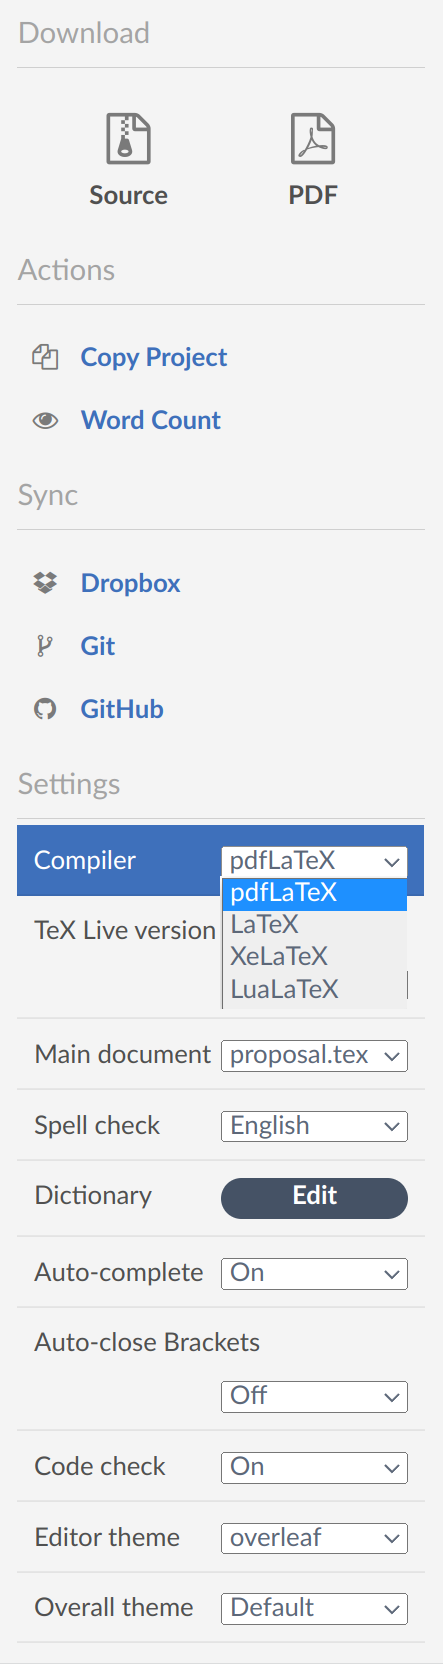 Download
Source PDF
Actions
Copy Project
Word Count
Sync
Dropbox
Git
GitHub
Settings
Compiler pdfLaTeX
pdfLaTeX
TeX Live version LaTeX
XeLaTeX
LuaLaTeX
Main document proposal.tex
Spell check English
Dictionary Edit
Auto-complete On
Auto-close Brackets
Off
Code check On
Editor theme overleaf
Overall theme Default